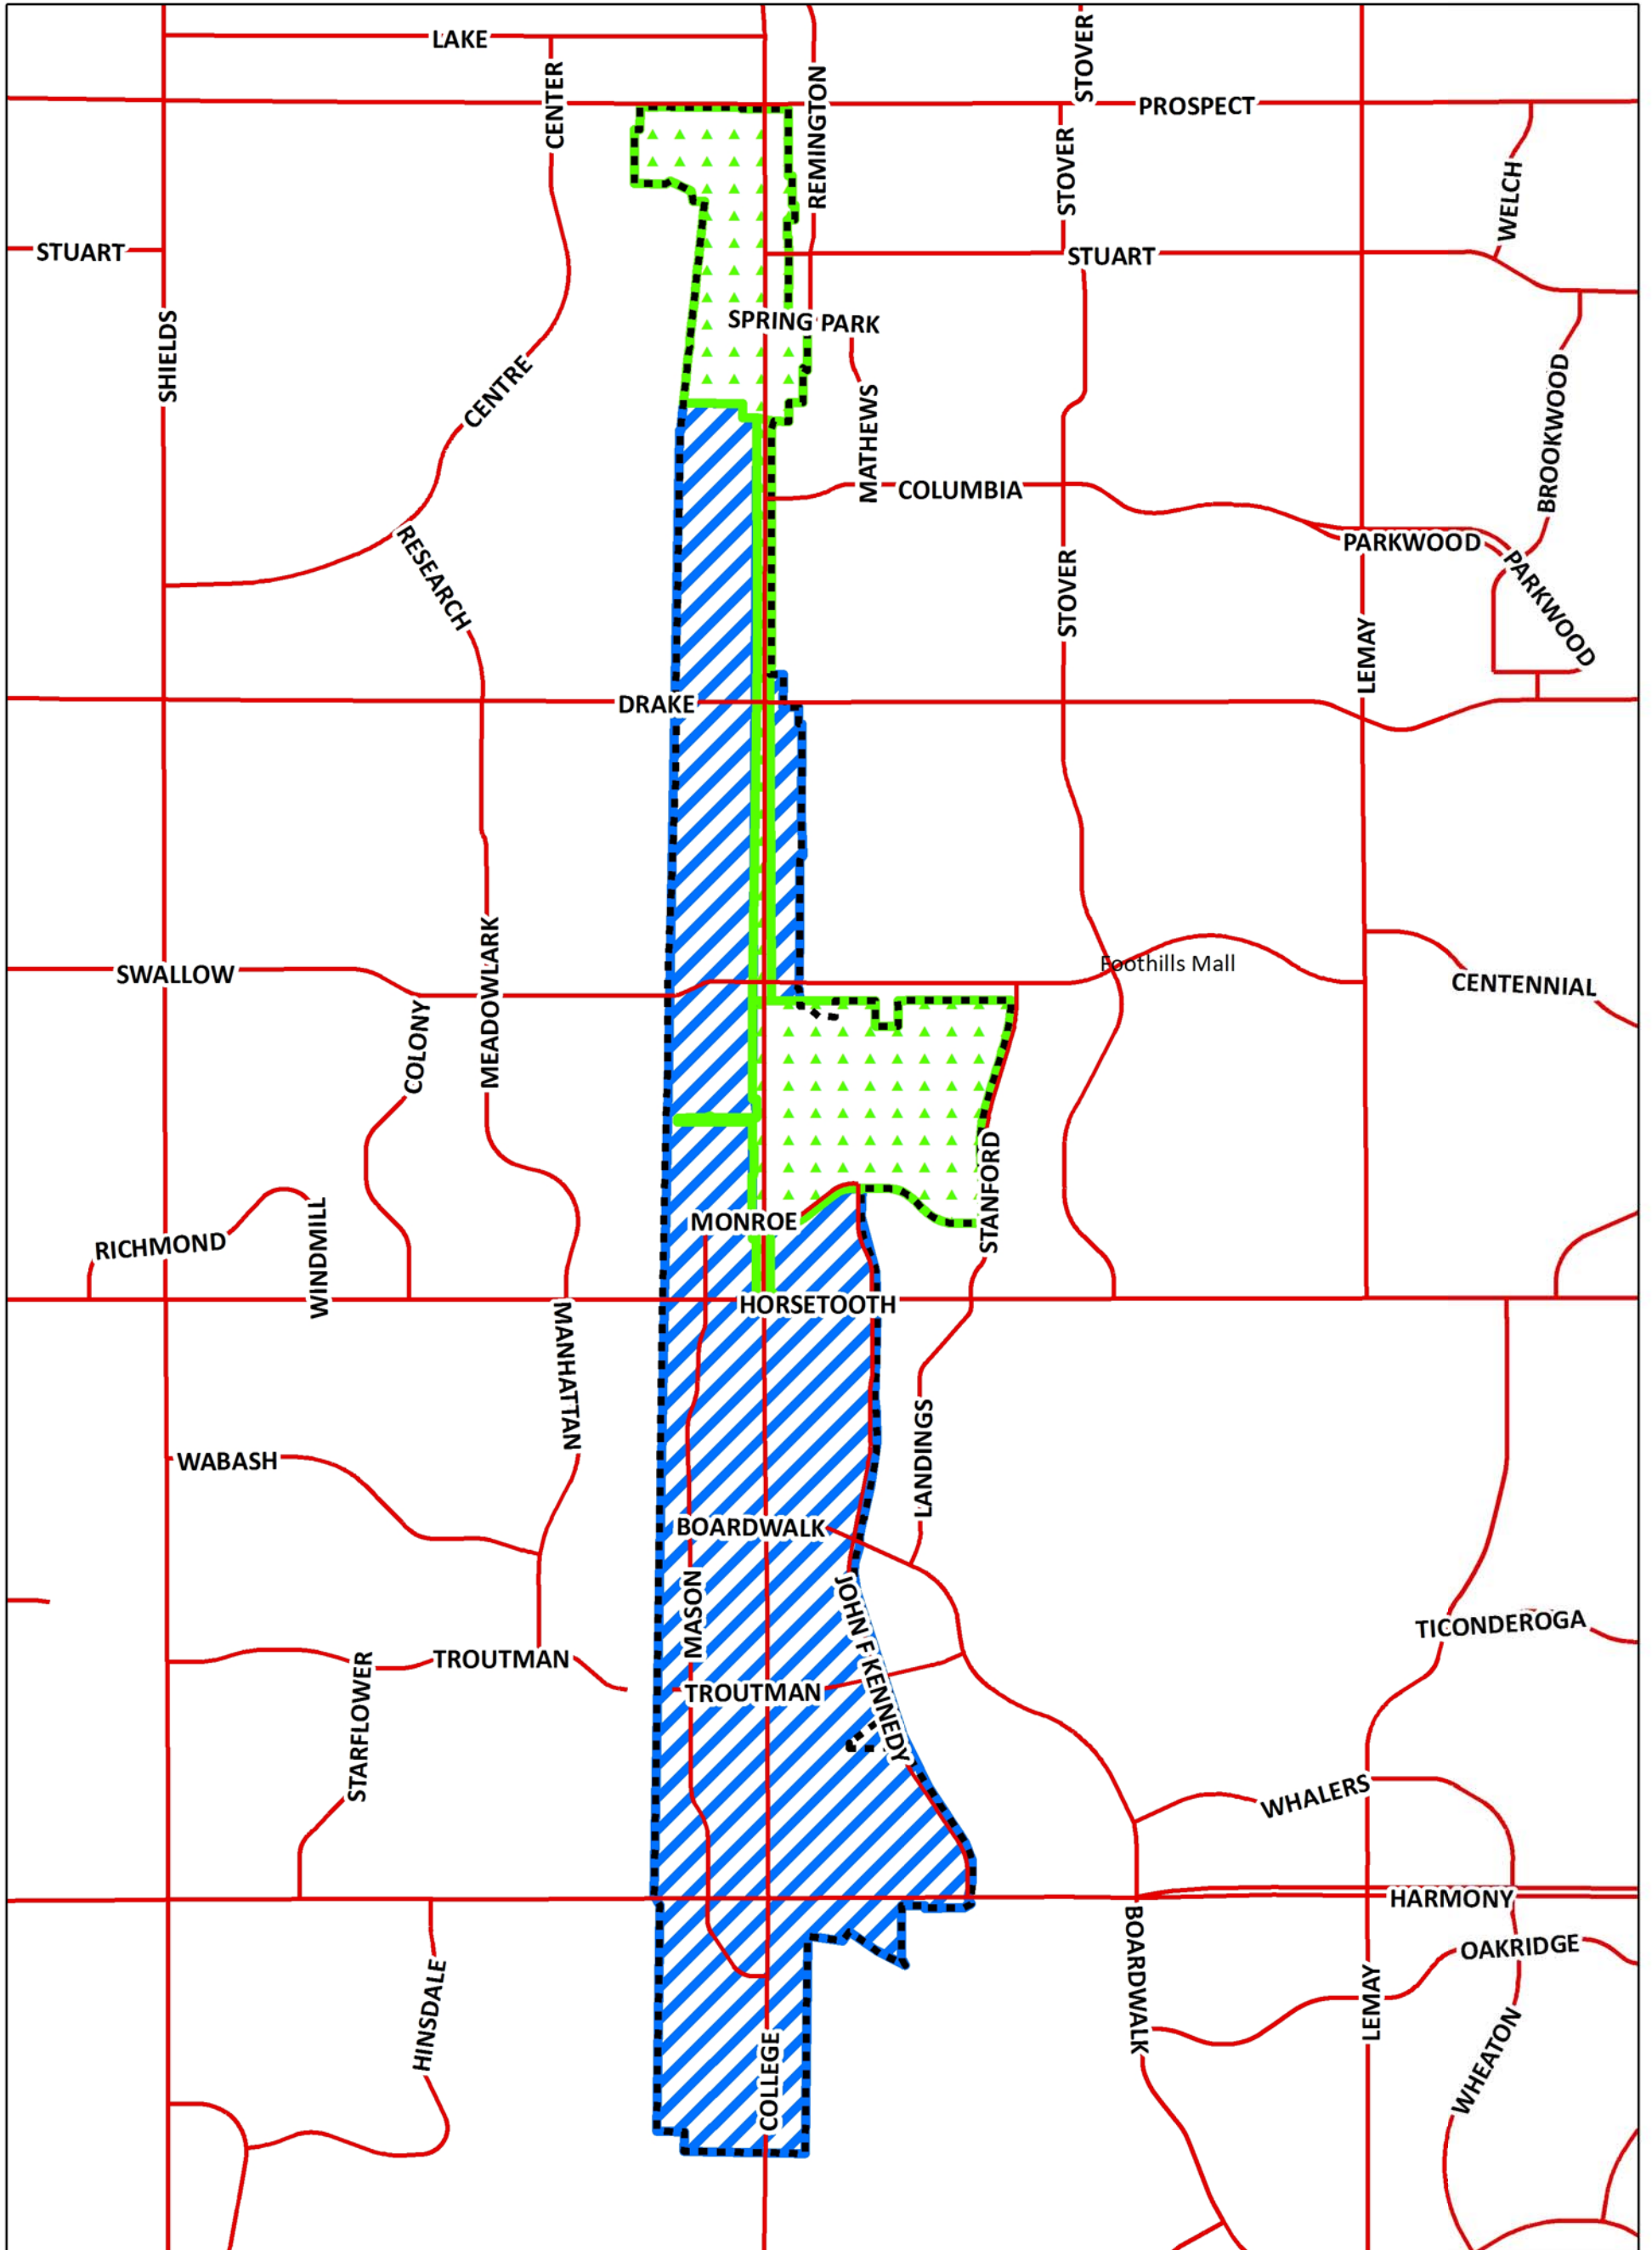 STOVER
LAKE
CENTER
REMINGTON
PROSPECT
STOVER
WELCH
STUART
STUART
SHIELDS
SPRING PARK
CENTRE
MATHEWS
BROOKWOOD
COLUMBIA
RESEARCH
PARKWOOD
PARKWOOD
STOVER
LEMAY
DRAKE
Foothills Mall
SWALLOW
CENTENNIAL
MEADOWLARK
COLONY
STANFORD
MONROE
RICHMOND
WINDMILL
HORSETOOTH
MANHATTAN
WABASH
LANDINGS
BOARDWALK
MASON
JOHN F KENNEDY
TICONDEROGA
TROUTMAN
TROUTMAN
STARFLOWER
WHALERS
HARMONY
BOARDWALK
OAKRIDGE
HINSDALE
LEMAY
COLLEGE
WHEATON